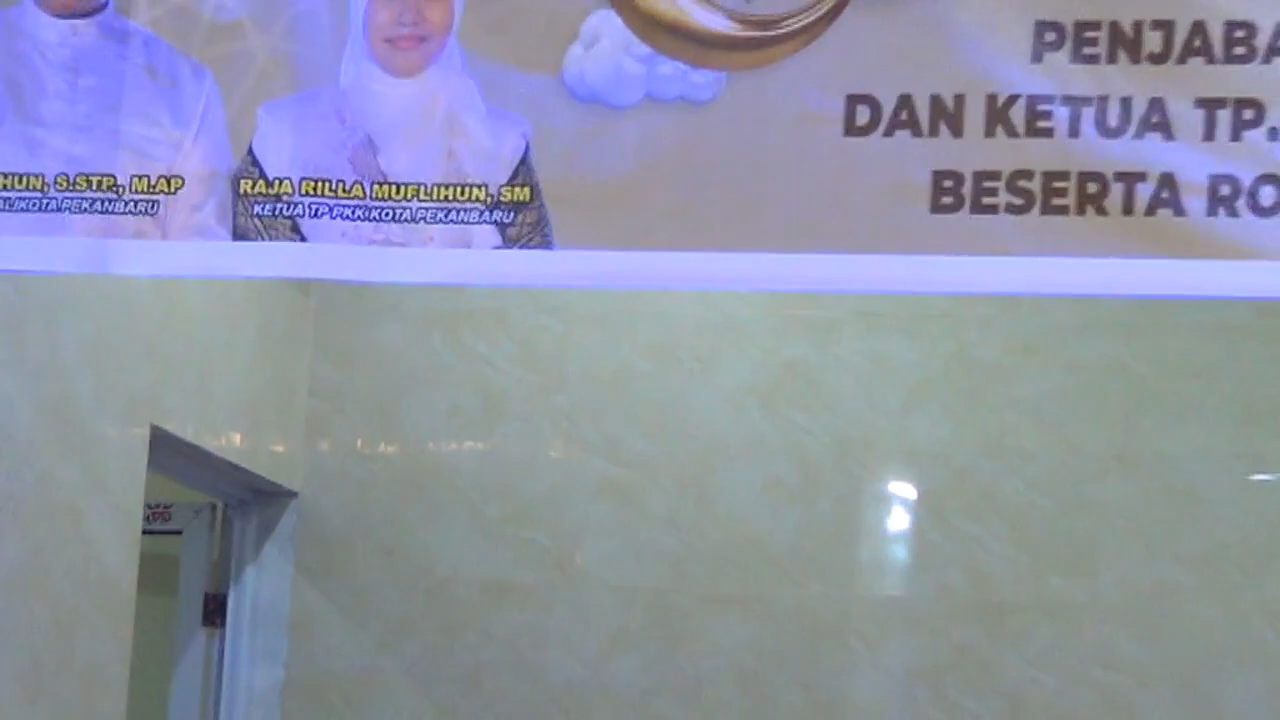 PENJABA
DAN KETUA TP.
BESERTA RO
HUN, S.STP., M.AP
ALIKOTA PEKANBARU
RAJA RILLA MUFLIHUN, SM
KETUA TP PKK KOTA PEKANBARU